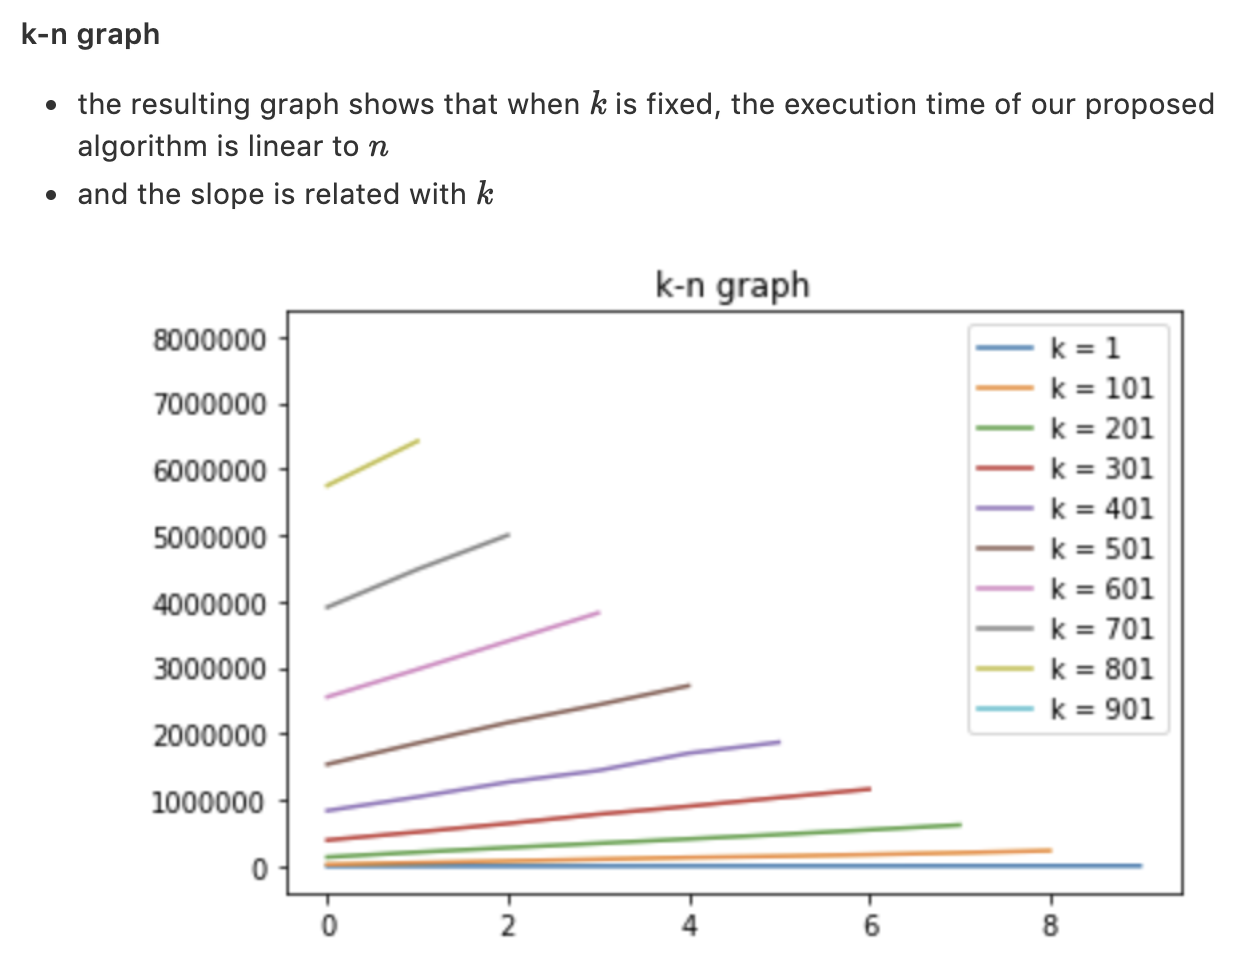 k-n graph
the resulting graph shows that when k is fixed, the execution time of our proposed
algorithm is linear to n
and the slope is related with k
k-n graph
8000000
7000000
6000000
5000000
4000000
3000000
2000000
1000000
0
0 2 4 6 8
k = 1
k = 101
k = 201
k = 301
k = 401
k = 501
k = 601
k = 701
k = 801
k = 901